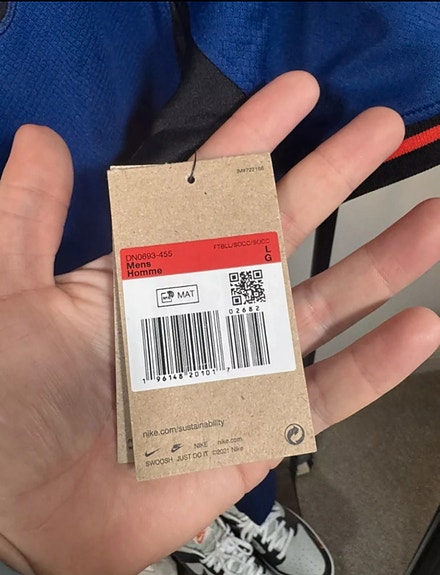 DN0693-455
FTBLL/SOCC/SOCC
Mens
L
Homme
G
MAT
02682
1 96148 20101 7
nike.com/sustainability
NIKE nike.com
SWOOSH JUST DO IT ©2021 Nike